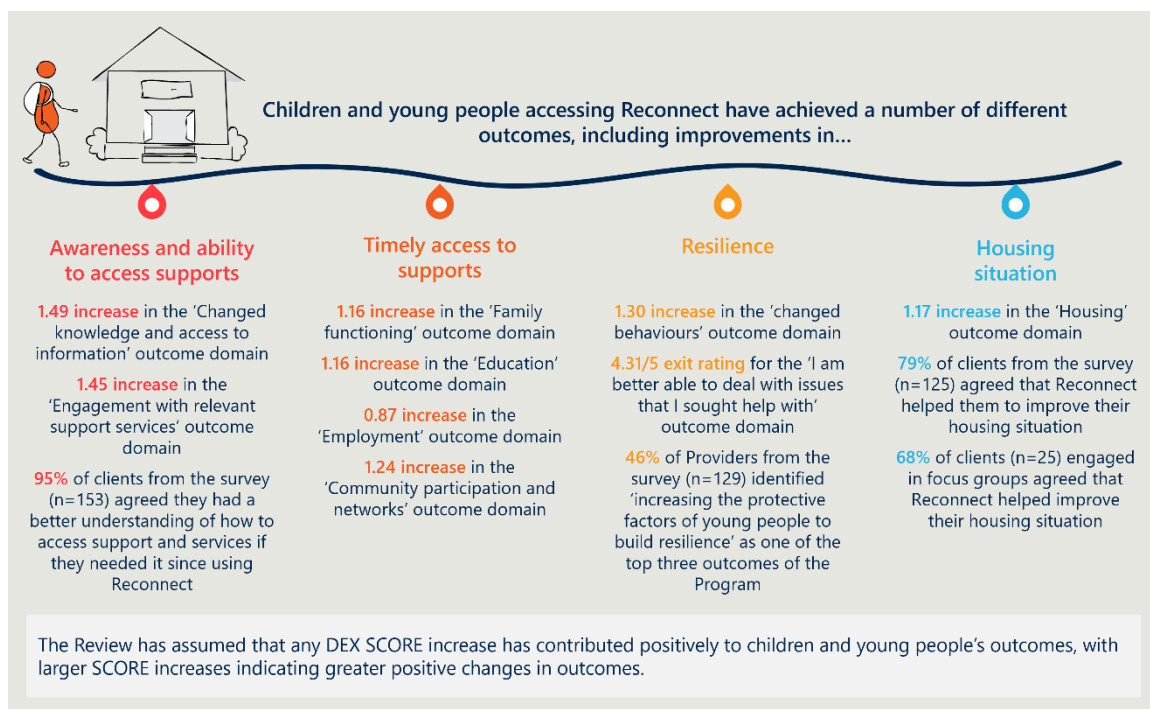 Children and young people accessing Reconnect have achieved a number of different
outcomes, including improvements in...
Awareness and ability
to access supports
1.49 increase in the ‘Changed
knowledge and access to
information’ outcome domain
1.45 increase in the
‘Engagement with relevant
support services’ outcome
domain
95% of clients from the survey
(n=153) agreed they had a
better understanding of how to
access support and services if
they needed it since using
Reconnect
Timely access to
supports
1.16 increase in the ‘Family
functioning’ outcome domain
1.16 increase in the ‘Education’
outcome domain
0.87 increase in the
‘Employment’ outcome domain
1.24 increase in the
‘Community participation and
networks’ outcome domain
Resilience
1.30 increase in the ‘changed
behaviours’ outcome domain
4.31/5 exit rating for the ‘I am
better able to deal with issues
that I sought help with’
outcome domain
46% of Providers from the
survey (n=129) identified
‘increasing the protective
factors of young people to
build resilience’ as one of the
top three outcomes of the
Program
Housing
situation
1.17 increase in the ‘Housing’
outcome domain
79% of clients from the survey
(n=125) agreed that Reconnect
helped them to improve their
housing situation
68% of clients (n=25) engaged
in focus groups agreed that
Reconnect helped improve
their housing situation
The Review has assumed that any DEX SCORE increase has contributed positively to children and young people’s outcomes, with
larger SCORE increases indicating greater positive changes in outcomes.